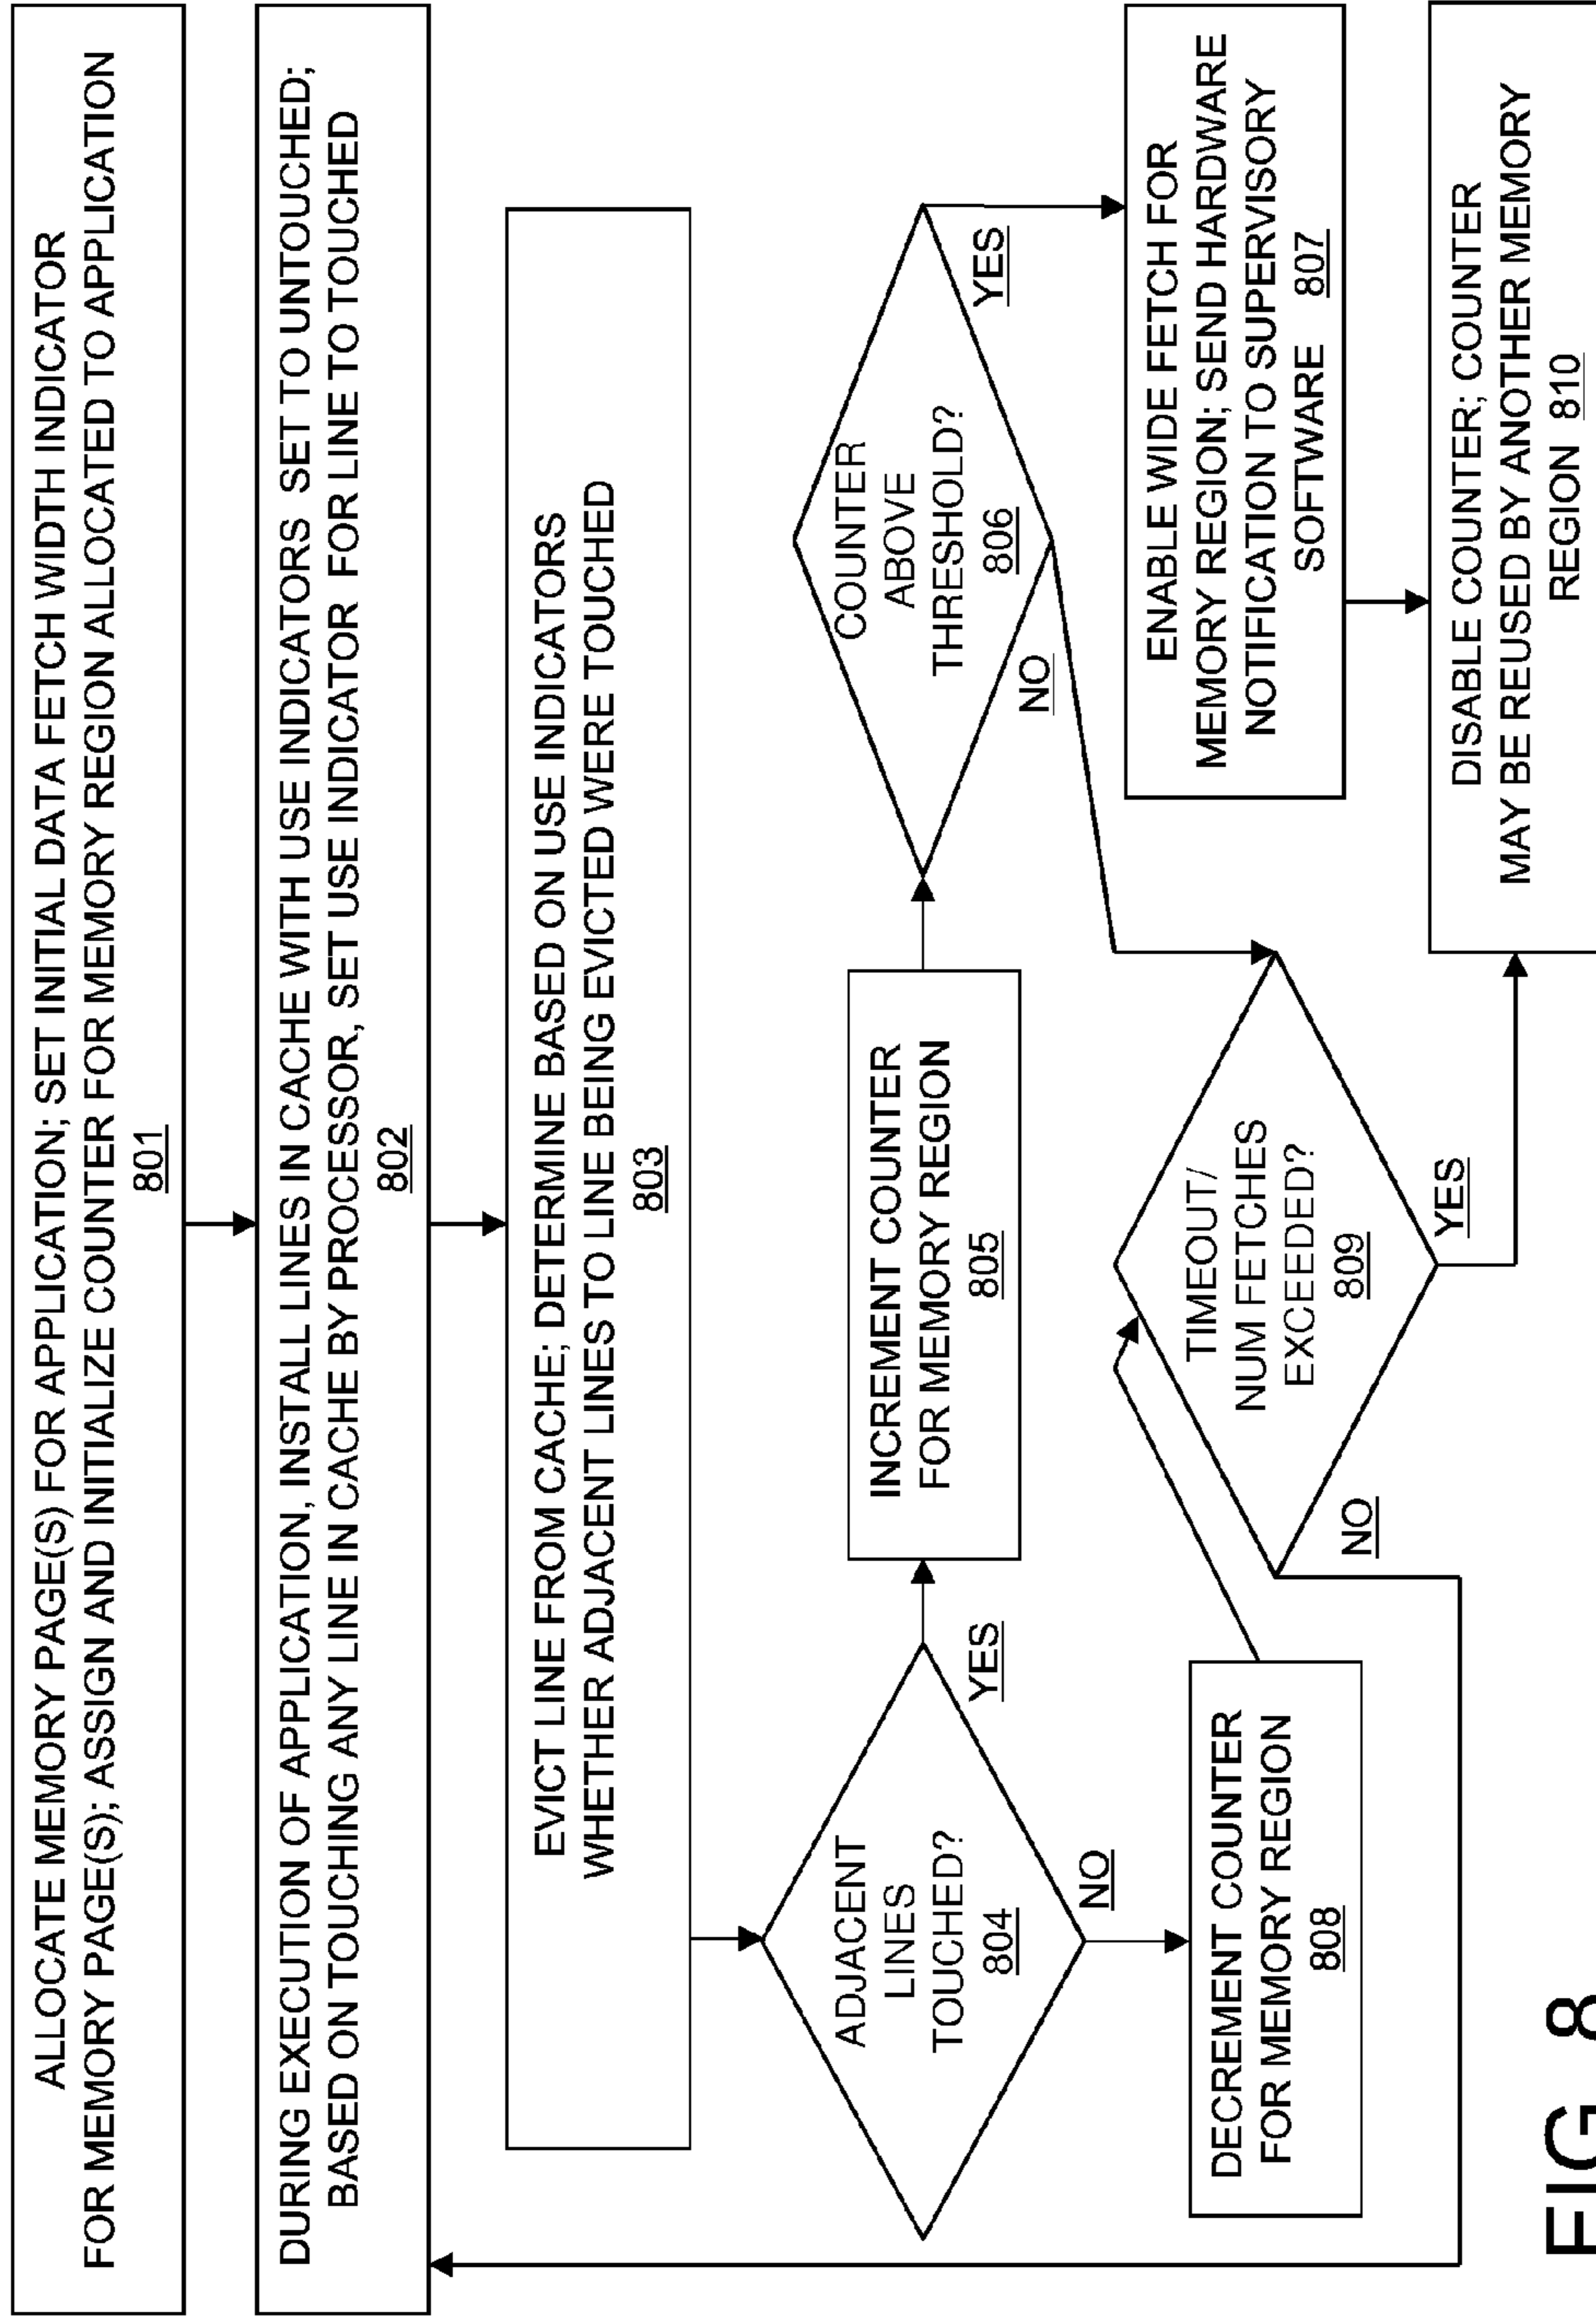 ALLOCATE MEMORY PAGE(S) FOR APPLICATION; SET INITIAL DATA FETCH WIDTH INDICATOR
FOR MEMORY PAGE(S); ASSIGN AND INITIALIZE COUNTER FOR MEMORY REGION ALLOCATED TO APPLICATION
801
DURING EXECUTION OF APPLICATION, INSTALL LINES IN CACHE WITH USE INDICATORS SET TO UNTOUCHED;
BASED ON TOUCHING ANY LINE IN CACHE BY PROCESSOR, SET USE INDICATOR FOR LINE TO TOUCHED
802
EVICT LINE FROM CACHE; DETERMINE BASED ON USE INDICATORS
WHETHER ADJACENT LINES TO LINE BEING EVICTED WERE TOUCHED
803
ADJACENT
LINES
TOUCHED?
804
YES
NO
INCREMENT COUNTER
FOR MEMORY REGION
805
COUNTER
ABOVE
THRESHOLD?
806
YES
NO
ENABLE WIDE FETCH FOR
MEMORY REGION; SEND HARDWARE
NOTIFICATION TO SUPERVISORY
SOFTWARE 807
DECREMENT COUNTER
FOR MEMORY REGION
808
TIMEOUT/
NUM FETCHES
EXCEEDED?
809
NO
YES
DISABLE COUNTER; COUNTER
MAY BE REUSED BY ANOTHER MEMORY
REGION 810
FIG. 8